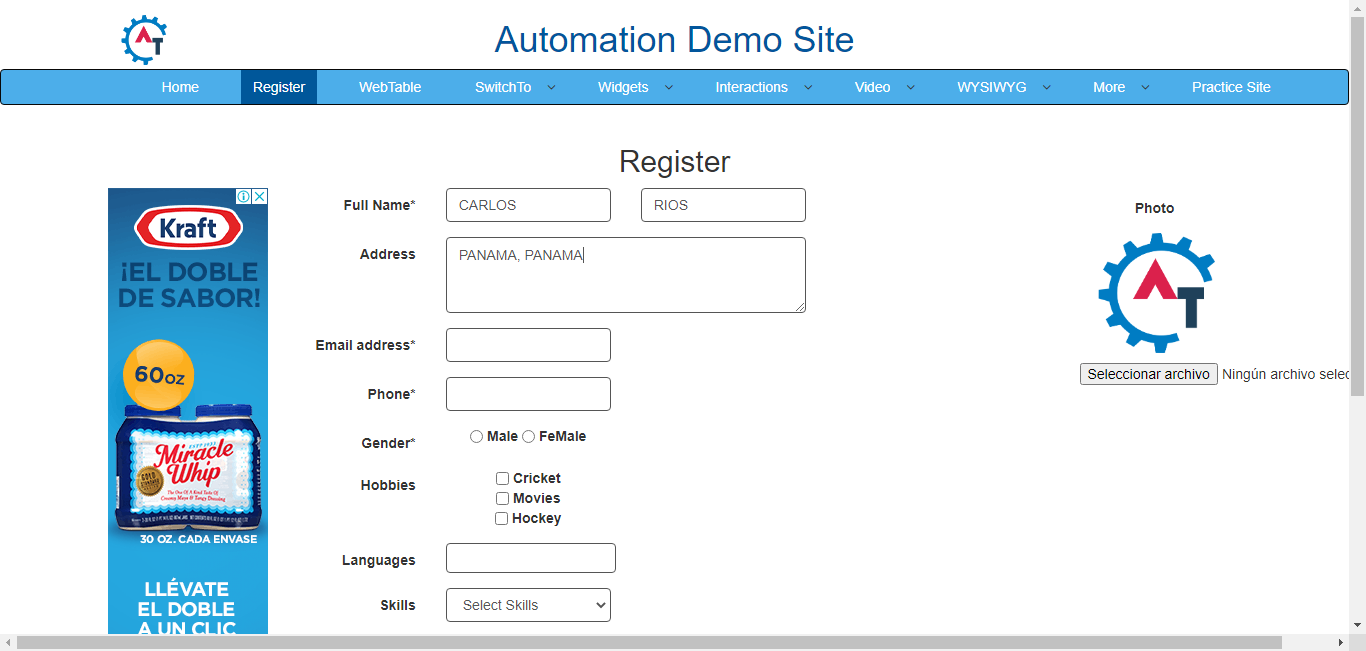 AT
Automation Demo Site
Home Register WebTable SwitchTo Widgets Interactions Video WYSIWYG More Practice Site
Register
Full Name* CARLOS RIOS
Photo
Address PANAMA, PANAMA
AT
Email address*
Seleccionar archivo Ningún archivo selec
Phone*
Gender* Male FeMale
Hobbies Cricket
Movies
Hockey
Languages
Skills Select Skills
Kraft
¡EL DOBLE
DE SABOR!
60 OZ
Miracle
Whip
30 OZ. CADA ENVASE
LLÉVATE
EL DOBLE
A UN CLIC